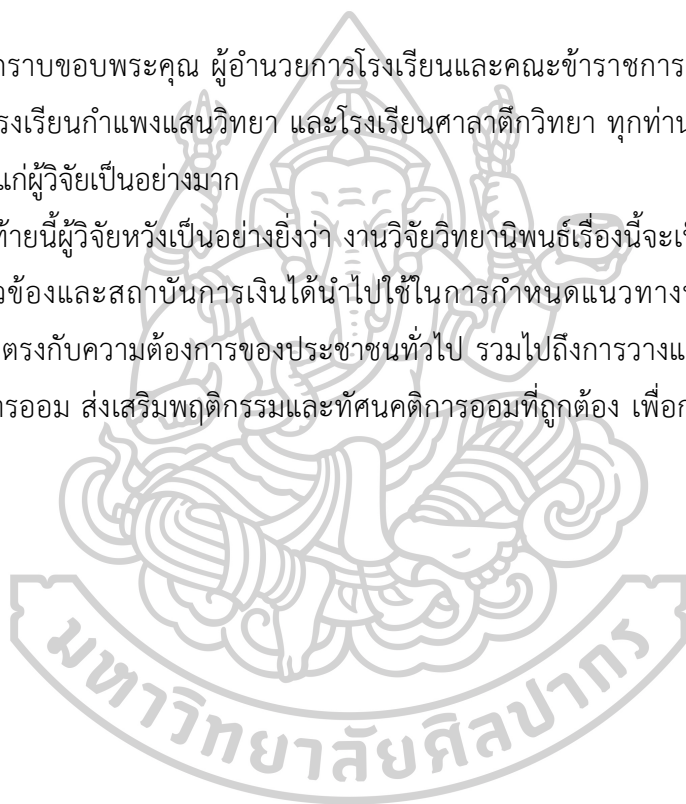 ราบขอบพระคุณ ผู้อำนวยการโรงเรียนและคณะข้าราชการ
รงเรียนกำแพงแสนวิทยา และโรงเรียนศาลาตึกวิทยา ทุกท่าน
แก่ผู้วิจัยเป็นอย่างมาก
ท้ายนี้ผู้วิจัยหวังเป็นอย่างยิ่งว่า งานวิจัยวิทยานิพนธ์เรื่องนี้จะเ
วข้องและสถาบันการเงินได้นำไปใช้ในการกำหนดแนวทาง
ตรงกับความต้องการของประชาชนทั่วไป รวมไปถึงการวางแ
ารออม ส่งเสริมพฤติกรรมและทัศนคติการออมที่ถูกต้อง เพื่อก
มหาวิทยาลัยศิลปากร